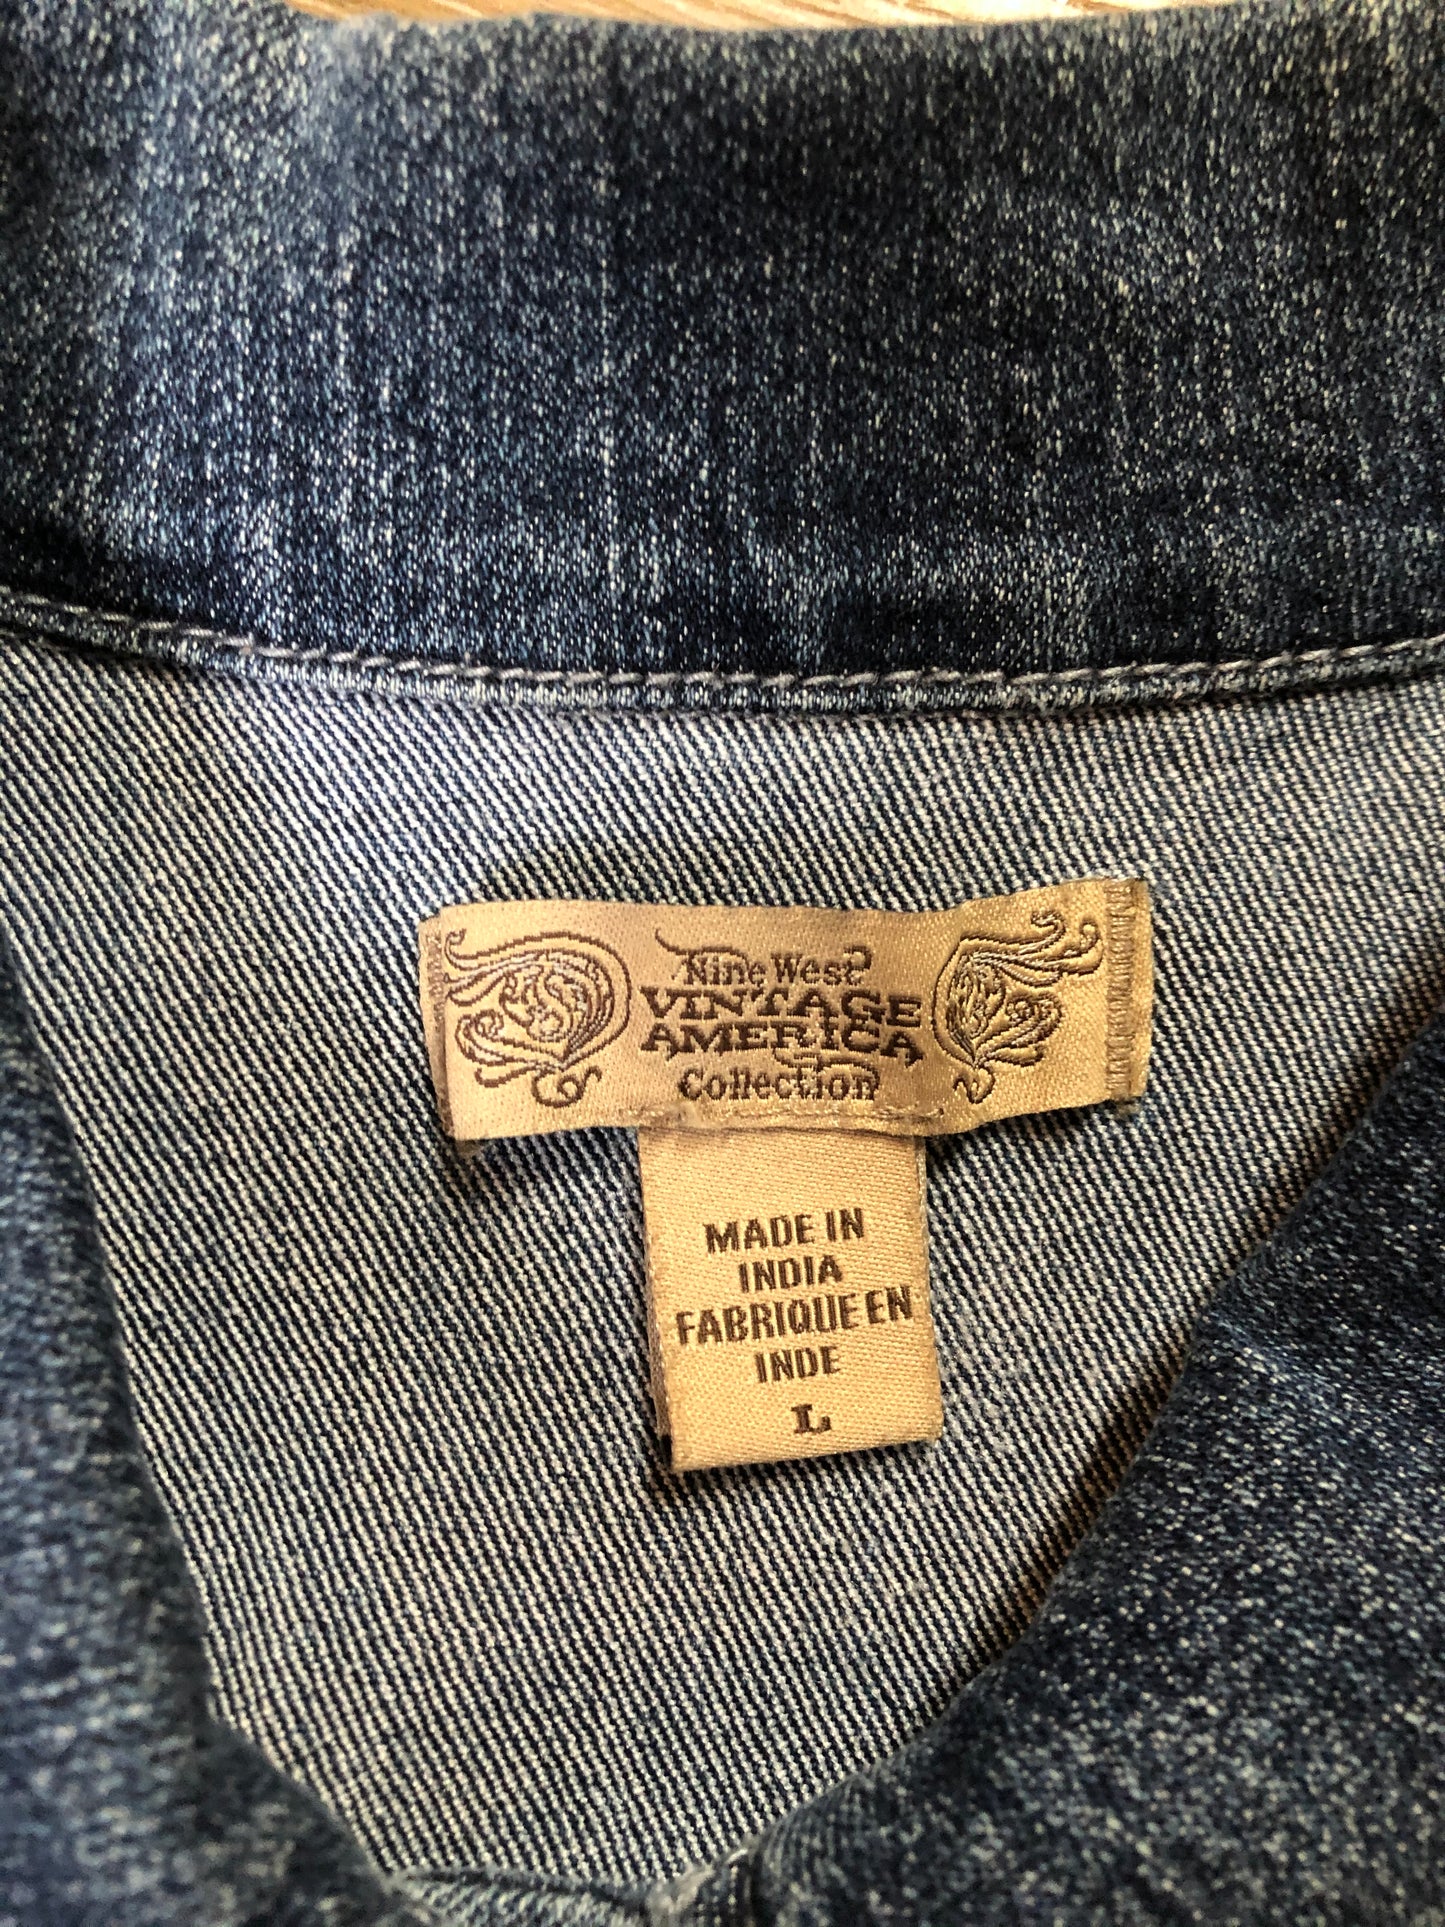 Nine West
VINTAGE
AMERICA
Collection
MADE IN
INDIA
FABRIQUE EN
INDE
L